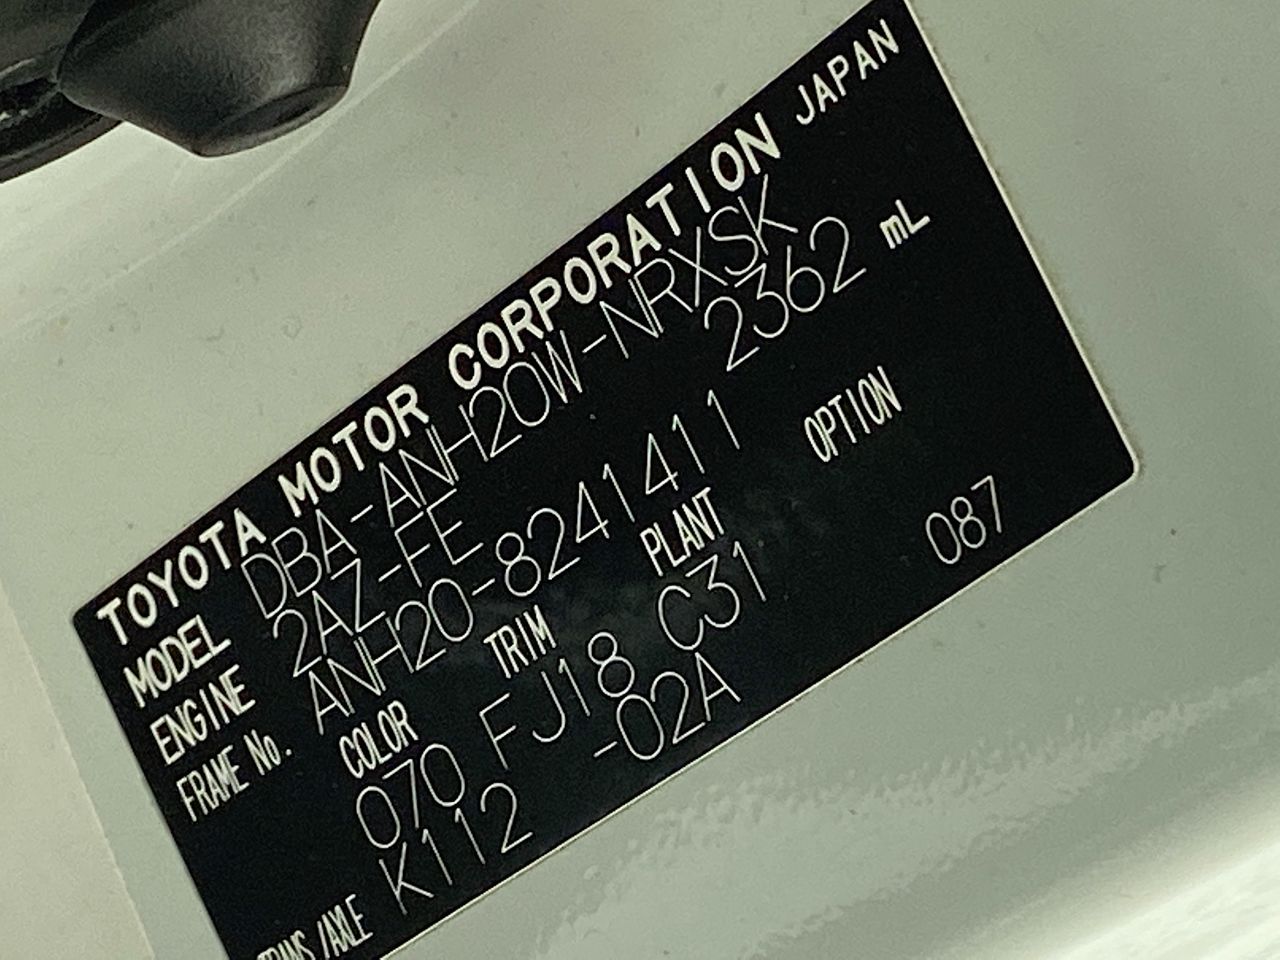 TOYOTA MOTOR CORPORATION JAPAN
MODEL DBA-ANH20W-NRXSK
ENGINE 2AZ-FE 2362 mL
FRAME No. ANH20-8241411
COLOR TRIM PLANT OPTION
070 FJ18 C31 087
TRANS/AXLE K112 -02A